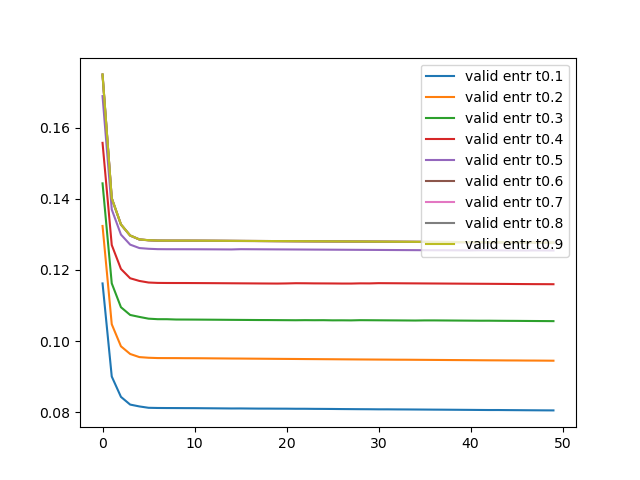 0.16
0.14
0.12
0.10
0.08
0
10
20
30
40
50
valid entr t0.1
valid entr t0.2
valid entr t0.3
valid entr t0.4
valid entr t0.5
valid entr t0.6
valid entr t0.7
valid entr t0.8
valid entr t0.9